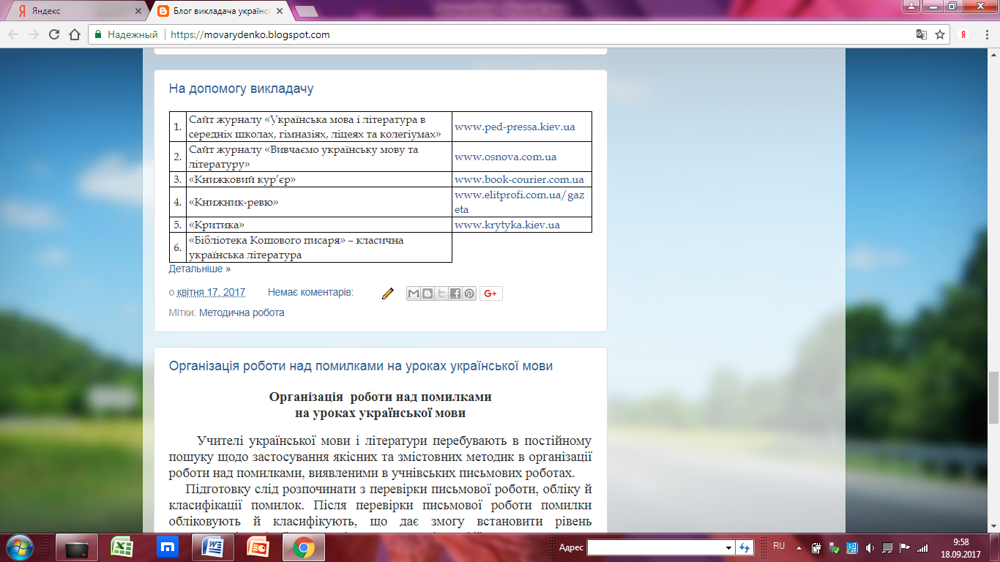 Яндекс
Блог викладача українсь
Надежный
https://movarydenko.blogspot.com
На допомогу викладачу
1. Сайт журналу «Українська мова і література в
середніх школах, гімназіях, ліцеях та колегіумах» www.ped-pressa.kiev.ua
2. Сайт журналу «Вивчаємо українську мову та
літературу» www.osnova.com.ua
3. «Книжковий кур’єр» www.book-courier.com.ua
4. «Книжник-ревю» www.elitprofi.com.ua/gaz
eta
5. «Критика» www.krytyka.kiev.ua
6. «Бібліотека Кошового писаря» – класична
українська література
Детальніше »
о квітня 17, 2017 Немає коментарів:
Мітки: Методична робота
Організація роботи над помилками на уроках української мови
Організація роботи над помилками
на уроках української мови
Учителі української мови і літератури перебувають в постійному
пошуку щодо застосування якісних та змістовних методик в організації
роботи над помилками, виявленими в учнівських письмових роботах.
Підготовку слід розпочинати з перевірки письмової роботи, обліку й
класифікації помилок. Після перевірки письмової роботи помилки
обліковують й класифікують, що дає змогу встановити рівень
Адрес
RU
9:58
18.09.2017